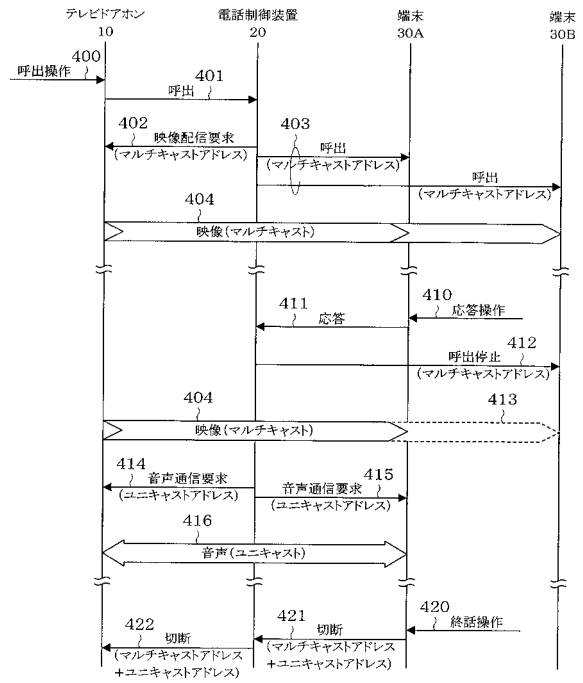 テレビドアホン 電話制御装置 端末 端末
10 20 30A 30B
呼出操作 400
呼出 401
402 映像配信要求
(マルチキャストアドレス)
403 呼出
(マルチキャストアドレス)
呼出
(マルチキャストアドレス)
404
映像(マルチキャスト)
410 応答操作
411 応答
呼出停止 412
(マルチキャストアドレス)
404 413
映像(マルチキャスト)
414 音声通信要求
(ユニキャストアドレス)
音声通信要求 415
(ユニキャストアドレス)
416
音声(ユニキャスト)
420 終話操作
421 切断
(マルチキャストアドレス
+ユニキャストアドレス)
422 切断
(マルチキャストアドレス
+ユニキャストアドレス)